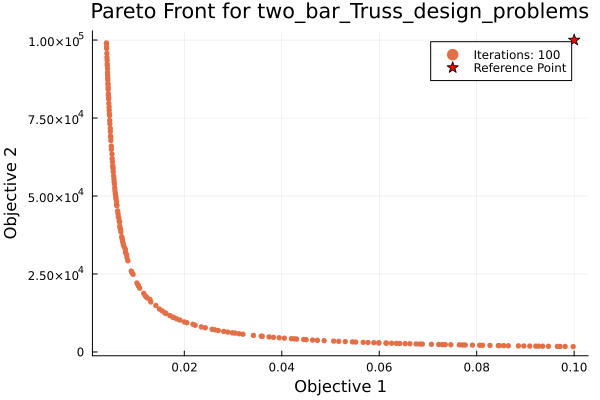 Pareto Front for two_bar_Truss_design_problems
1.00×10⁵
7.50×10⁴
5.00×10⁴
2.50×10⁴
0
Objective 2
Iterations: 100
Reference Point
0.02 0.04 0.06 0.08 0.10
Objective 1